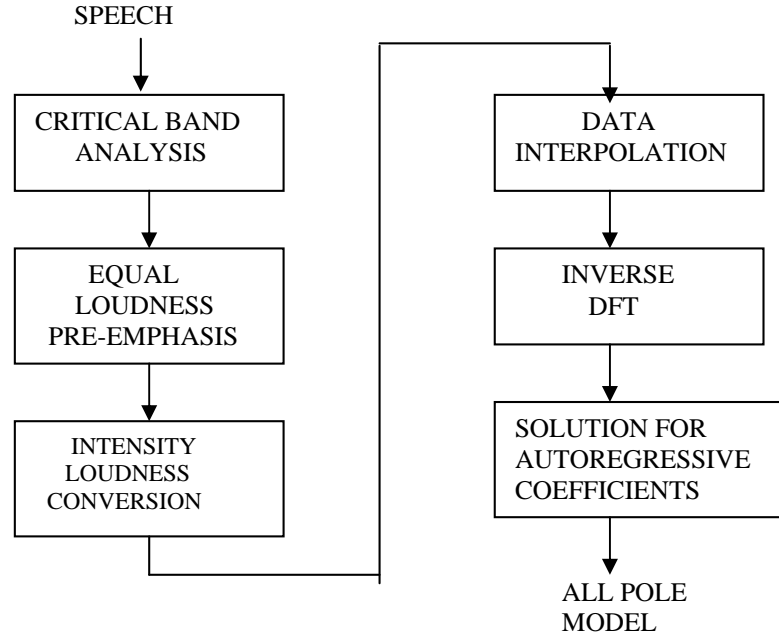 SPEECH
CRITICAL BAND
ANALYSIS
EQUAL
LOUDNESS
PRE-EMPHASIS
INTENSITY
LOUDNESS
CONVERSION
DATA
INTERPOLATION
INVERSE
DFT
SOLUTION FOR
AUTOREGRESSIVE
COEFFICIENTS
ALL POLE
MODEL